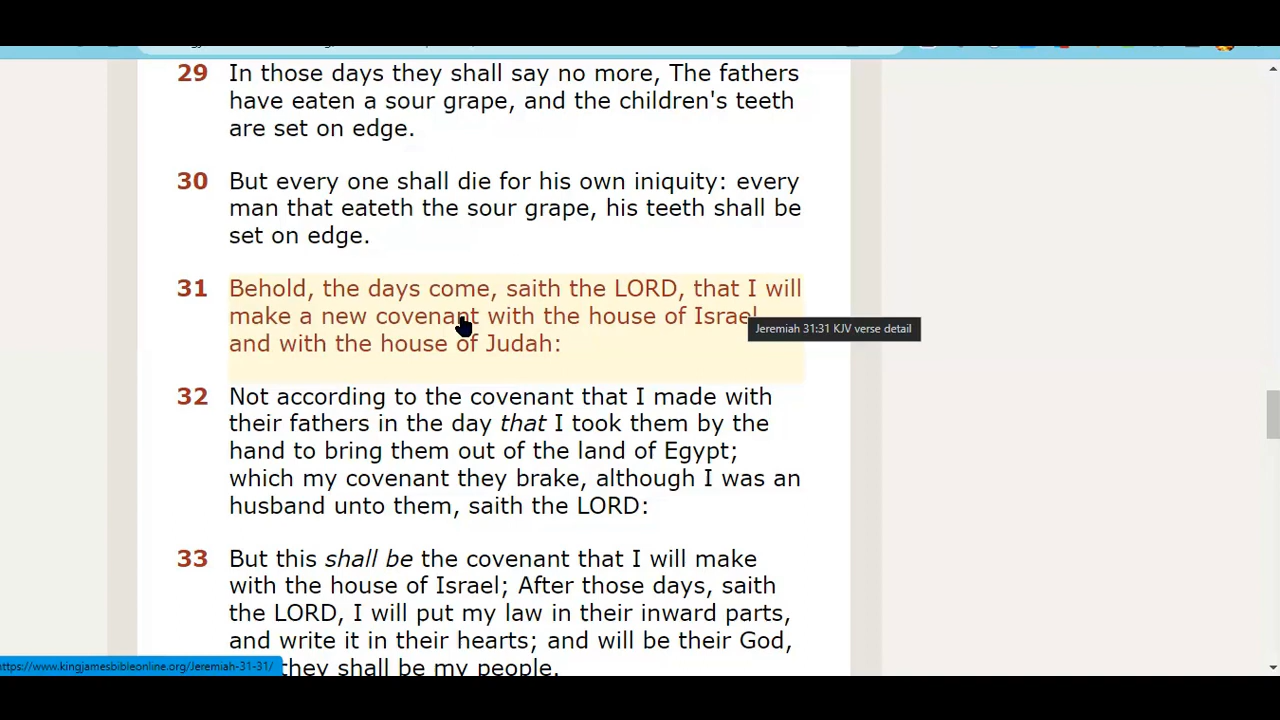 29 In those days they shall say no more, The fathers
have eaten a sour grape, and the children's teeth
are set on edge.
30 But every one shall die for his own iniquity: every
man that eateth the sour grape, his teeth shall be
set on edge.
31 Behold, the days come, saith the LORD, that I will
make a new covenant with the house of Israel
Jeremiah 31:31 KJV verse detail
and with the house of Judah:
32 Not according to the covenant that I made with
their fathers in the day that I took them by the
hand to bring them out of the land of Egypt;
which my covenant they brake, although I was an
husband unto them, saith the LORD:
33 But this shall be the covenant that I will make
with the house of Israel; After those days, saith
the LORD, I will put my law in their inward parts,
and write it in their hearts; and will be their God,
they shall be my people.
https://www.kingjamesbibleonline.org/Jeremiah-31-31/